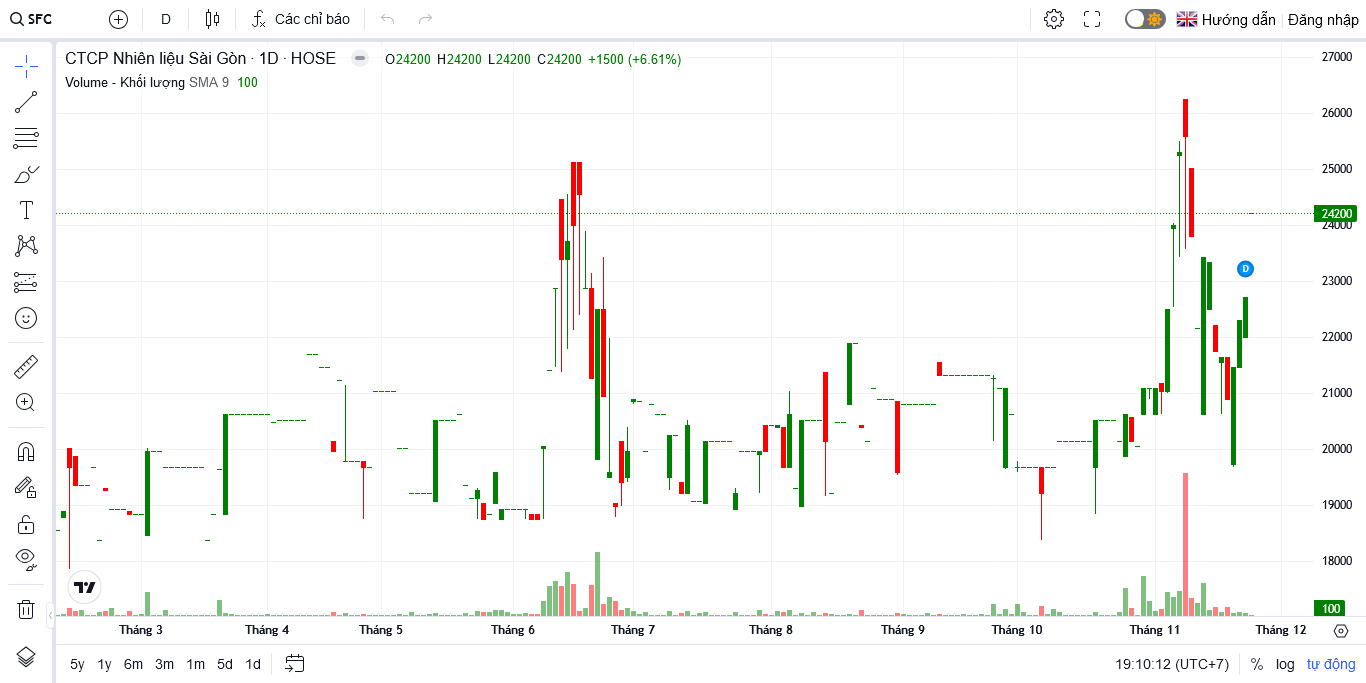 SFC D Các chỉ báo Hướng dẫn Đăng nhập
CTCP Nhiên liệu Sài Gòn · 1D · HOSE O24200 H24200 L24200 C24200 +1500 (+6.61%)
Volume - Khối lượng SMA 9 100
27000
26000
25000
24200
24000
23000
D
22000
21000
20000
19000
18000
100
Tháng 3 Tháng 4 Tháng 5 Tháng 6 Tháng 7 Tháng 8 Tháng 9 Tháng 10 Tháng 11 Tháng 12
5y 1y 6m 3m 1m 5d 1d 19:10:12 (UTC+7) % log tự động